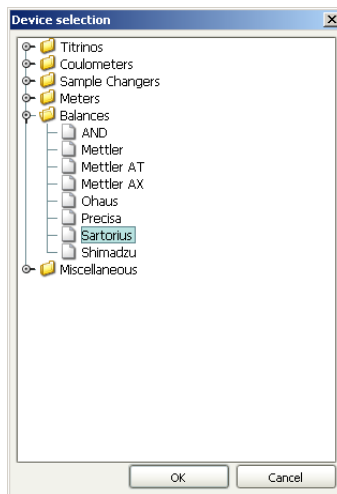 Device selection
Titrinos
Coulometers
Sample Changers
Meters
Balances
AND
Mettler
Mettler AT
Mettler AX
Ohaus
Precisa
Sartorius
Shimadzu
Miscellaneous
OK Cancel